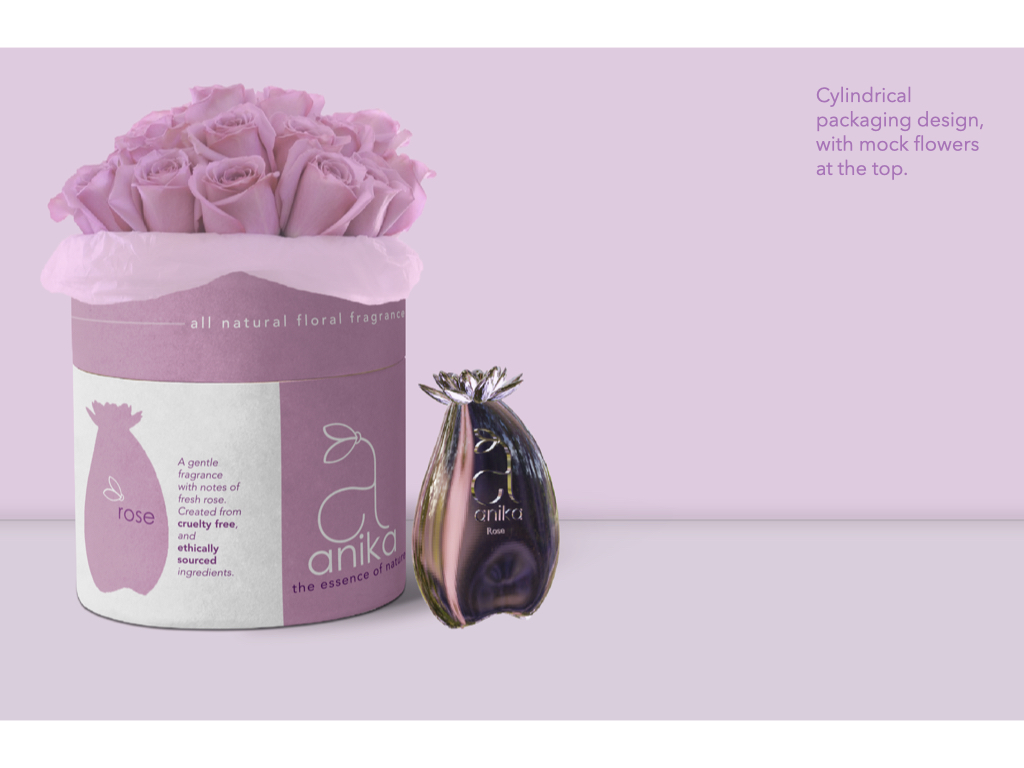 Cylindrical
packaging design,
with mock flowers
at the top.
all natural floral fragrance
rose
A gentle
fragrance
with notes of
fresh rose.
Created from
cruelty free,
and
ethically
sourced
ingredients.
a
anika
the essence of nature
a
anika
Rose